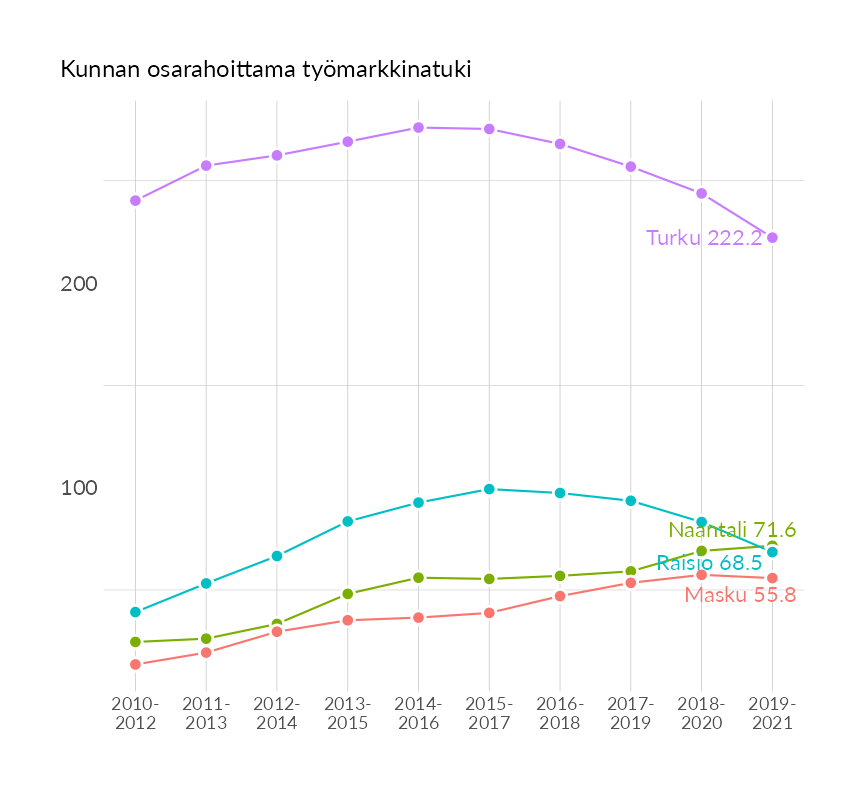 Kunnan osarahoittama työmarkkinatuki
Turku 222.2
200
100
Naantali 71.6
Raisio 68.5
Masku 55.8
2010- 2011- 2012- 2013- 2014- 2015- 2016- 2017- 2018- 2019-
2012 2013 2014 2015 2016 2017 2018 2019 2020 2021